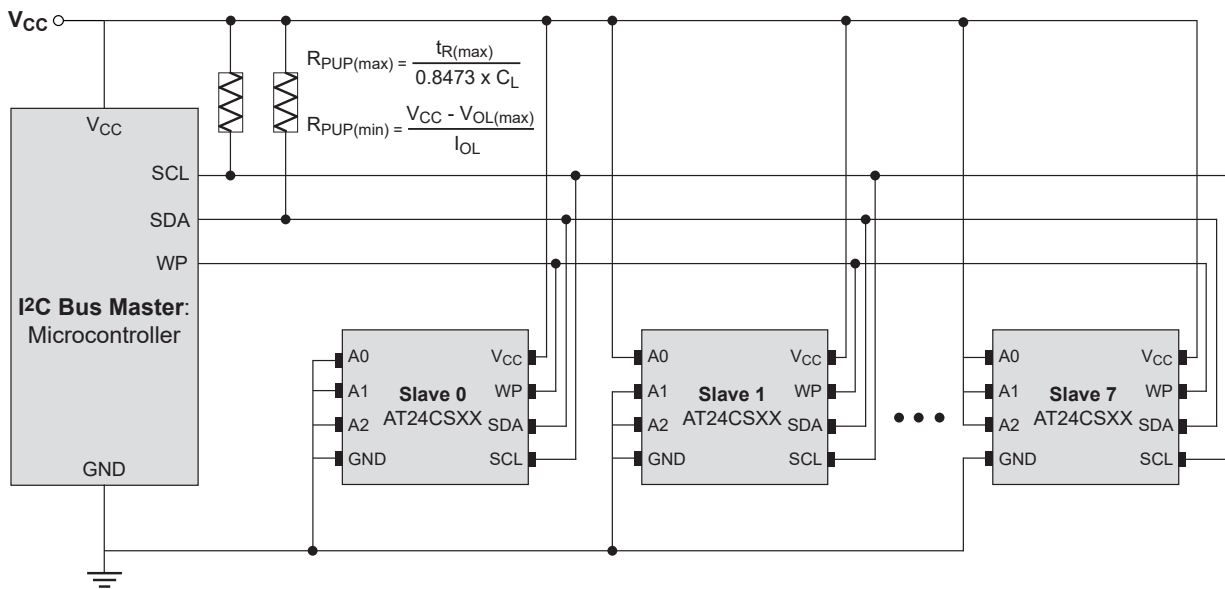 VCC
RPUP(max) = tR(max) / 0.8473 x CL
RPUP(min) = VCC - VOL(max) / IOL
VCC
SCL
SDA
WP
I2C Bus Master:
Microcontroller
GND
A0
A1
A2
GND
Slave 0
AT24CSXX
VCC
WP
SDA
SCL
A0
A1
A2
GND
Slave 1
AT24CSXX
VCC
WP
SDA
SCL
A0
A1
A2
GND
Slave 7
AT24CSXX
VCC
WP
SDA
SCL